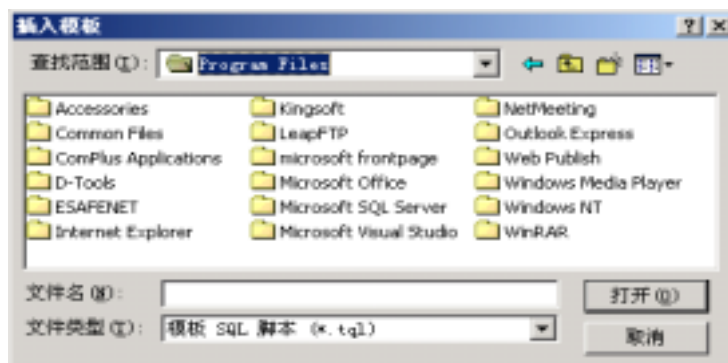 插入模板
查找范围(I): Program Files
Accessories Kingsoft NetMeeting
Common Files LeapFTP Outlook Express
ComPlus Applications microsoft frontpage Web Publish
D-Tools Microsoft Office Windows Media Player
ESAFENET Microsoft SQL Server Windows NT
Internet Explorer Microsoft Visual Studio WinRAR
文件名(N): 打开(O)
文件类型(T): 模板 SQL 脚本 (*.tql) 取消